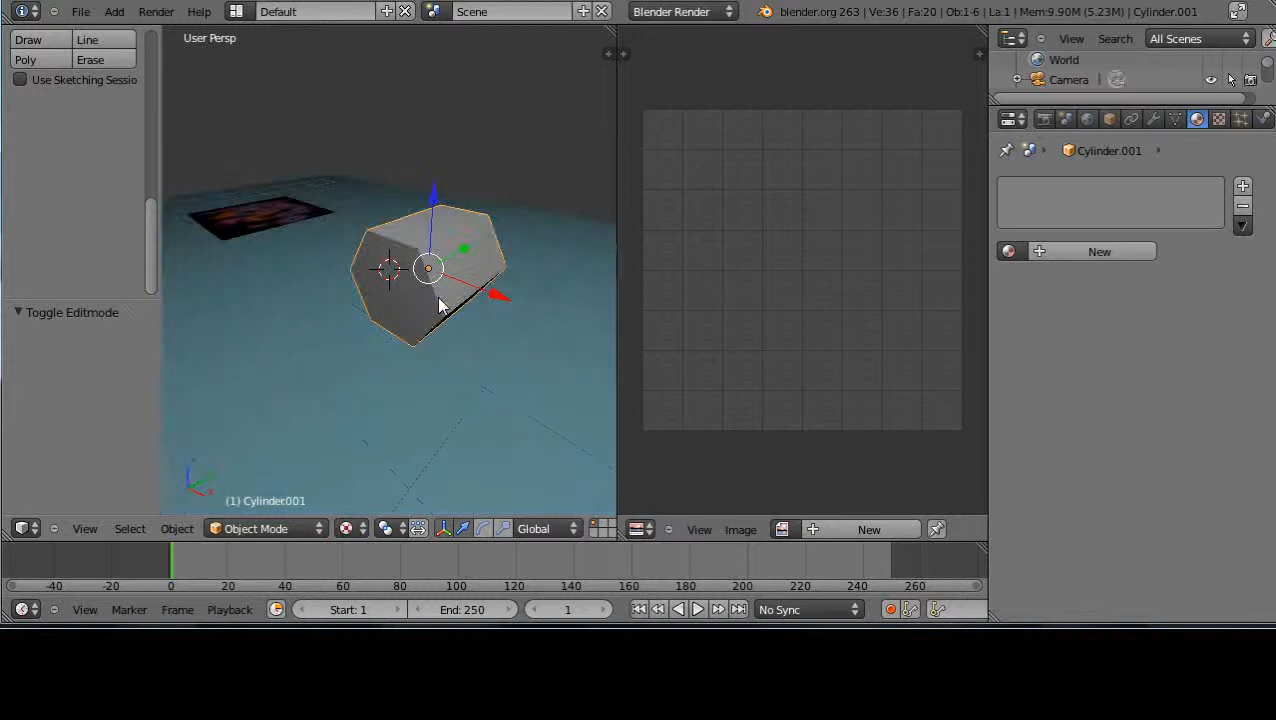 File Add Render Help Default Scene Blender Render blender.org 263 | Ve:36 | Fa:20 | Ob:1-6 | La:1 | Mem:9.90M (5.23M) | Cylinder.001
Draw Line
Poly Erase
Use Sketching Sessio
Toggle Editmode
User Persp
(1) Cylinder.001
View Select Object Object Mode Global
View Image New
View Search All Scenes
World
Camera
Cylinder.001
New
-40 -20 0 20 40 60 80 100 120 140 160 180 200 220 240 260
View Marker Frame Playback Start: 1 End: 250 1 No Sync